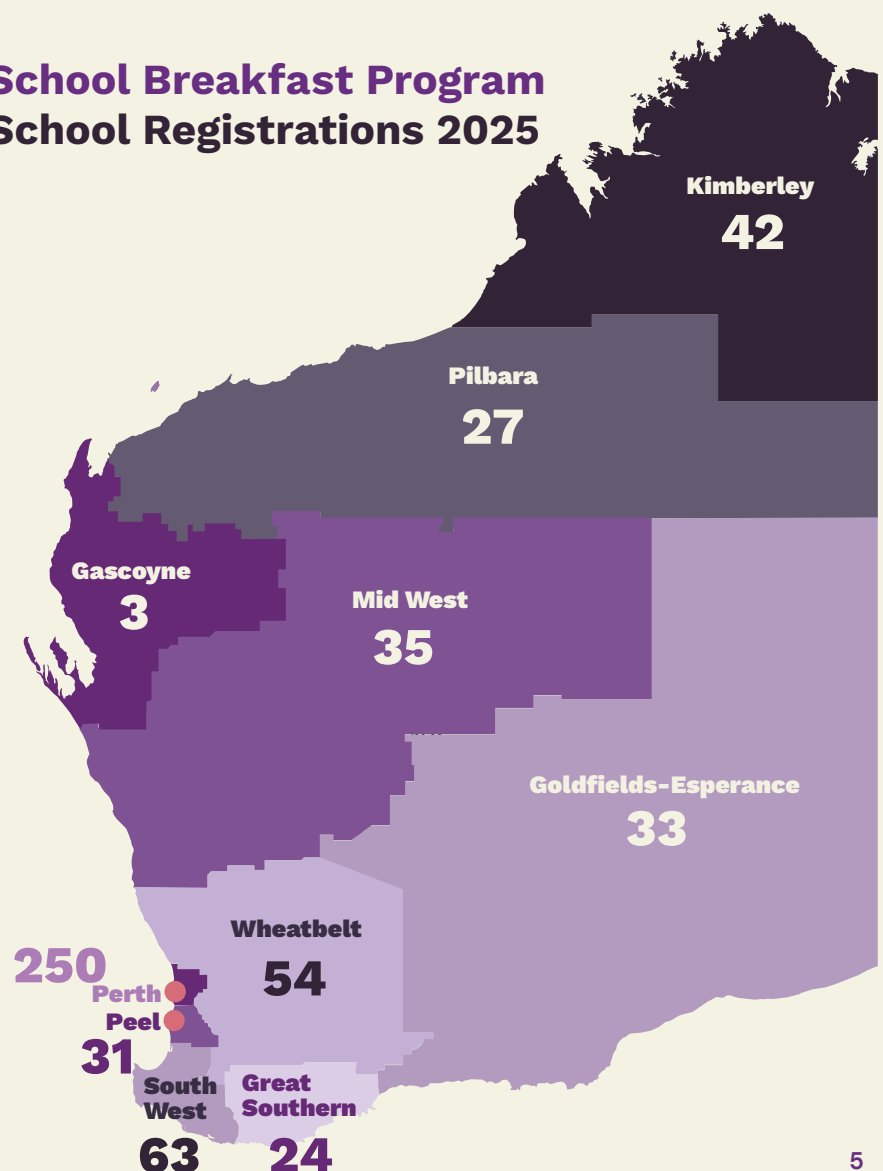 School Breakfast Program
School Registrations 2025
Kimberley
42
Pilbara
27
Gascoyne
3
Mid West
35
Goldfields-Esperance
33
Wheatbelt
54
250
Perth
Peel
31
South
West
63
Great
Southern
24
5